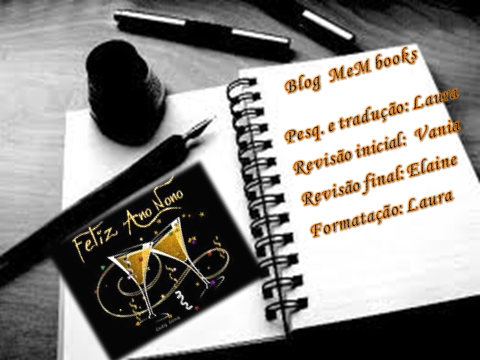 Blog MeM books
Pesq. e tradução: Laura
Revisão inicial: Vania
Revisão final: Elaine
Formatação: Laura
Feliz Ano Novo